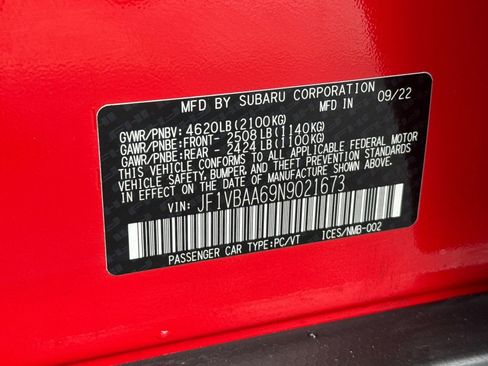 MFD BY SUBARU CORPORATION
MFD. IN 09/22
GVWR/PNBV: 4620LB(2100KG)
GAWR/PNBE:FRONT- 2508LB(1140KG)
GAWR/PNBE:REAR - 2424LB(1100KG)
THIS VEHICLE CONFORMS TO ALL APPLICABLE FEDERAL MOTOR
VEHICLE SAFETY, BUMPER, AND THEFT PREVENTION STANDARDS
IN EFFECT ON THE DATE OF MANUFACTURE SHOWN ABOVE.
VIN: JF1VBAA69N9021673
PASSENGER CAR TYPE:PC/VT ICES/NMB-002